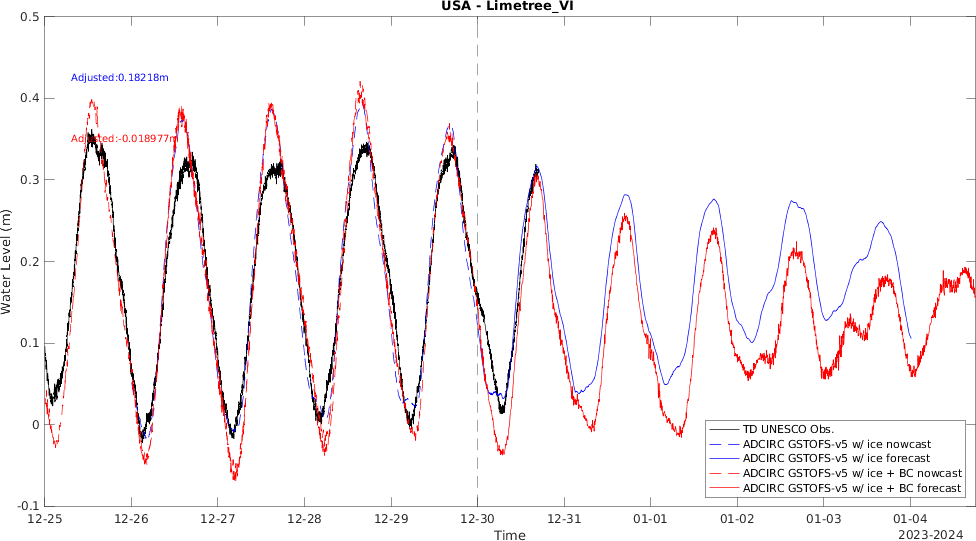 USA - Limetree_VI
0.5
0.4
0.3
0.2
0.1
0
-0.1
Water Level (m)
Adjusted:0.18218m
Adjusted:-0.018977m
12-25
12-26
12-27
12-28
12-29
12-30
12-31
01-01
01-02
01-03
01-04
Time
2023-2024
TD UNESCO Obs.
ADCIRC GSTOFS-v5 w/ ice nowcast
ADCIRC GSTOFS-v5 w/ ice forecast
ADCIRC GSTOFS-v5 w/ ice + BC nowcast
ADCIRC GSTOFS-v5 w/ ice + BC forecast